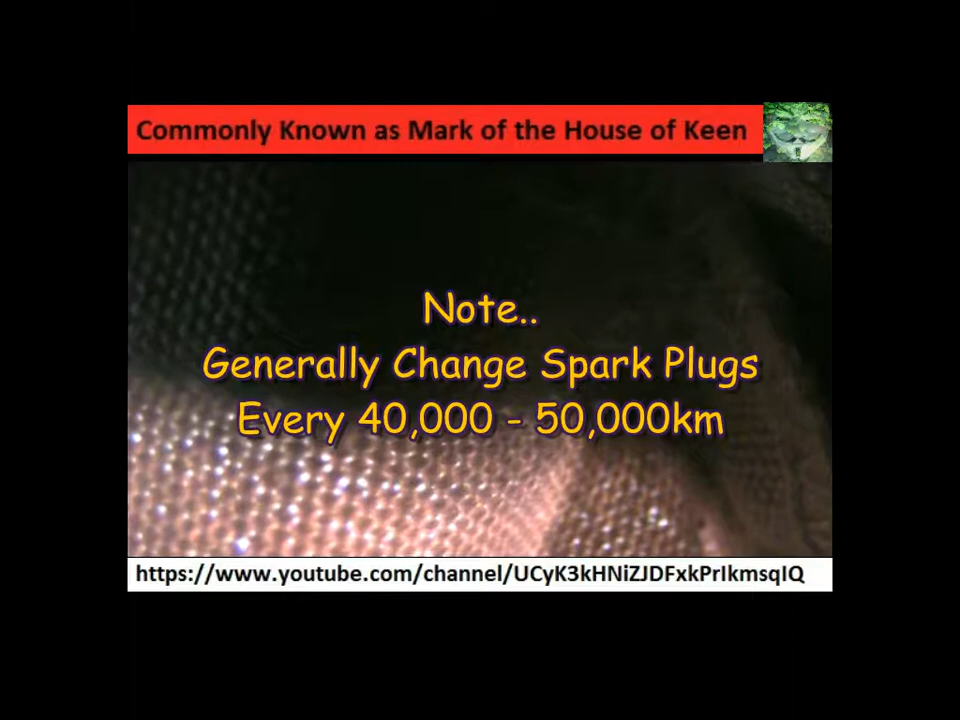 Commonly Known as Mark of the House of Keen
Note..
Generally Change Spark Plugs
Every 40,000 - 50,000km
https://www.youtube.com/channel/UCyK3kHNiZJDFxkPrIkmsqIQ